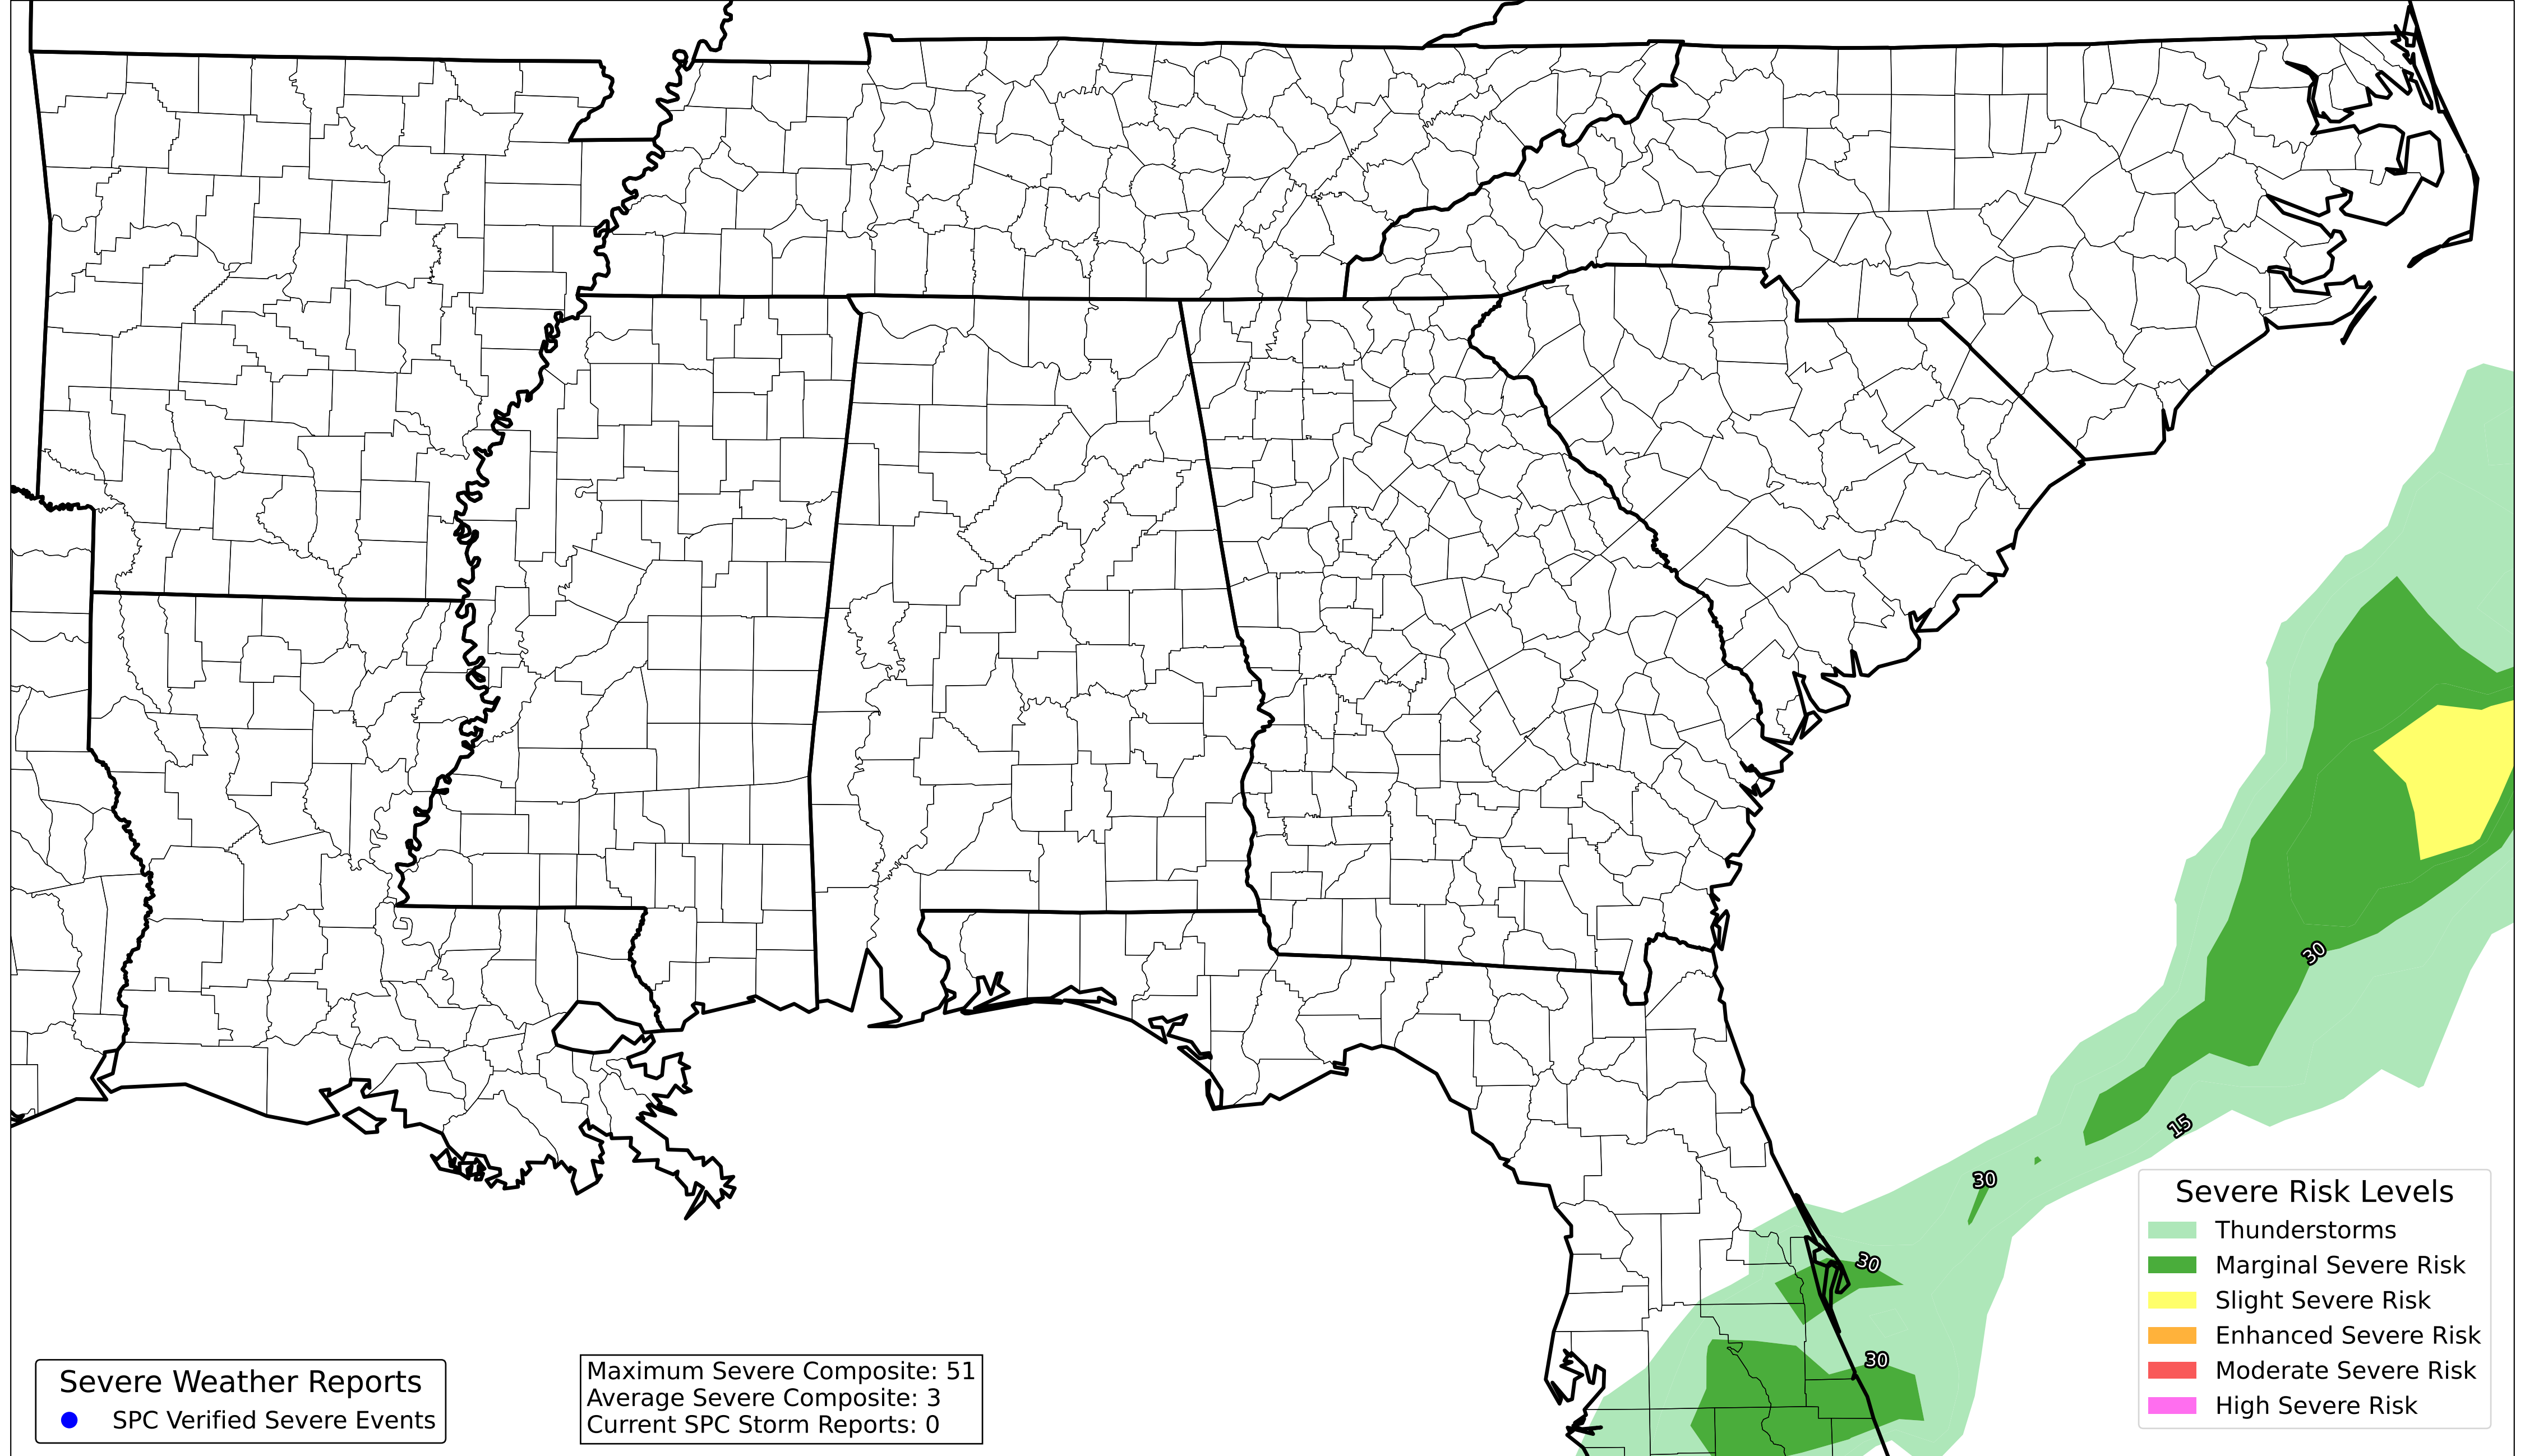 30
15
30
30
30
Severe Risk Levels
Thunderstorms
Marginal Severe Risk
Slight Severe Risk
Enhanced Severe Risk
Moderate Severe Risk
High Severe Risk
Severe Weather Reports
SPC Verified Severe Events
Maximum Severe Composite: 51
Average Severe Composite: 3
Current SPC Storm Reports: 0